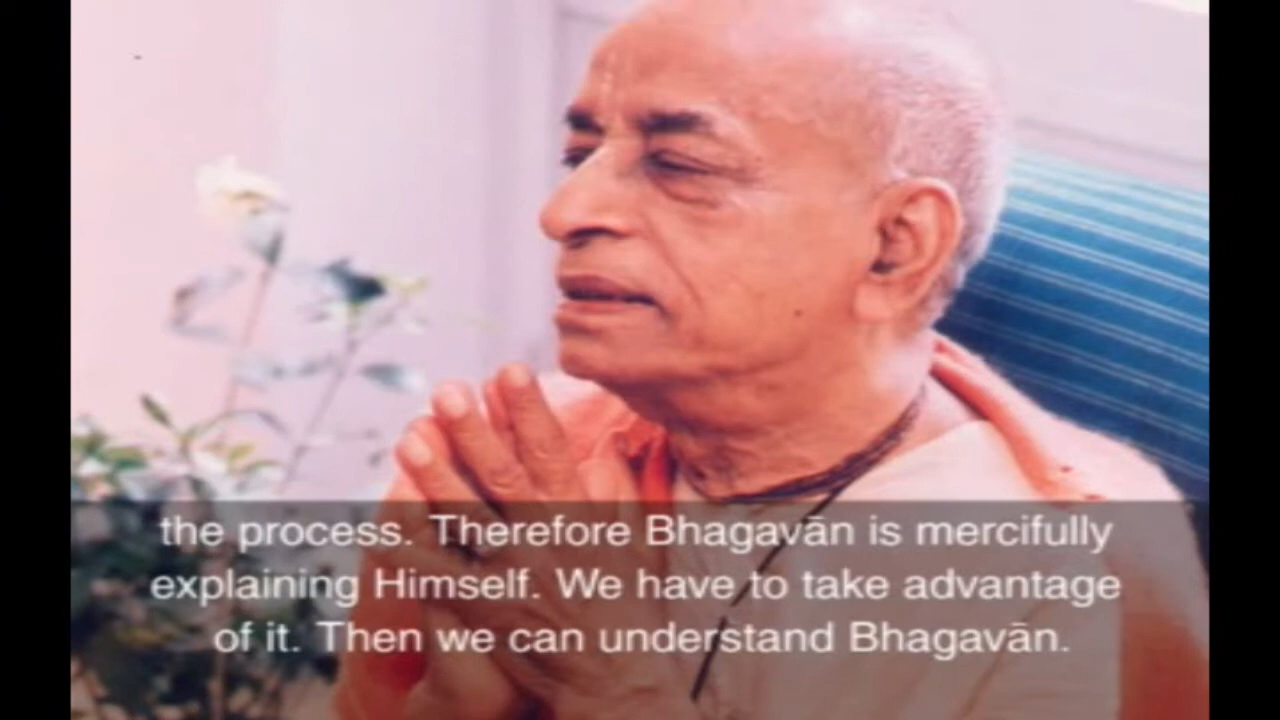 the process. Therefore Bhagavān is mercifully
explaining Himself. We have to take advantage
of it. Then we can understand Bhagavān.